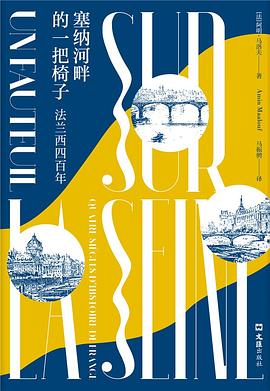 塞纳河畔
的一把椅子
法兰西四百年
UN FAUTEUIL
SUR
SUR
LA SEINE
QUATRE SIÈCLES D'HISTOIRE DE FRANCE
[法]阿明·马洛夫 著
Amin Maalouf
马振骋 译
文匯出版社